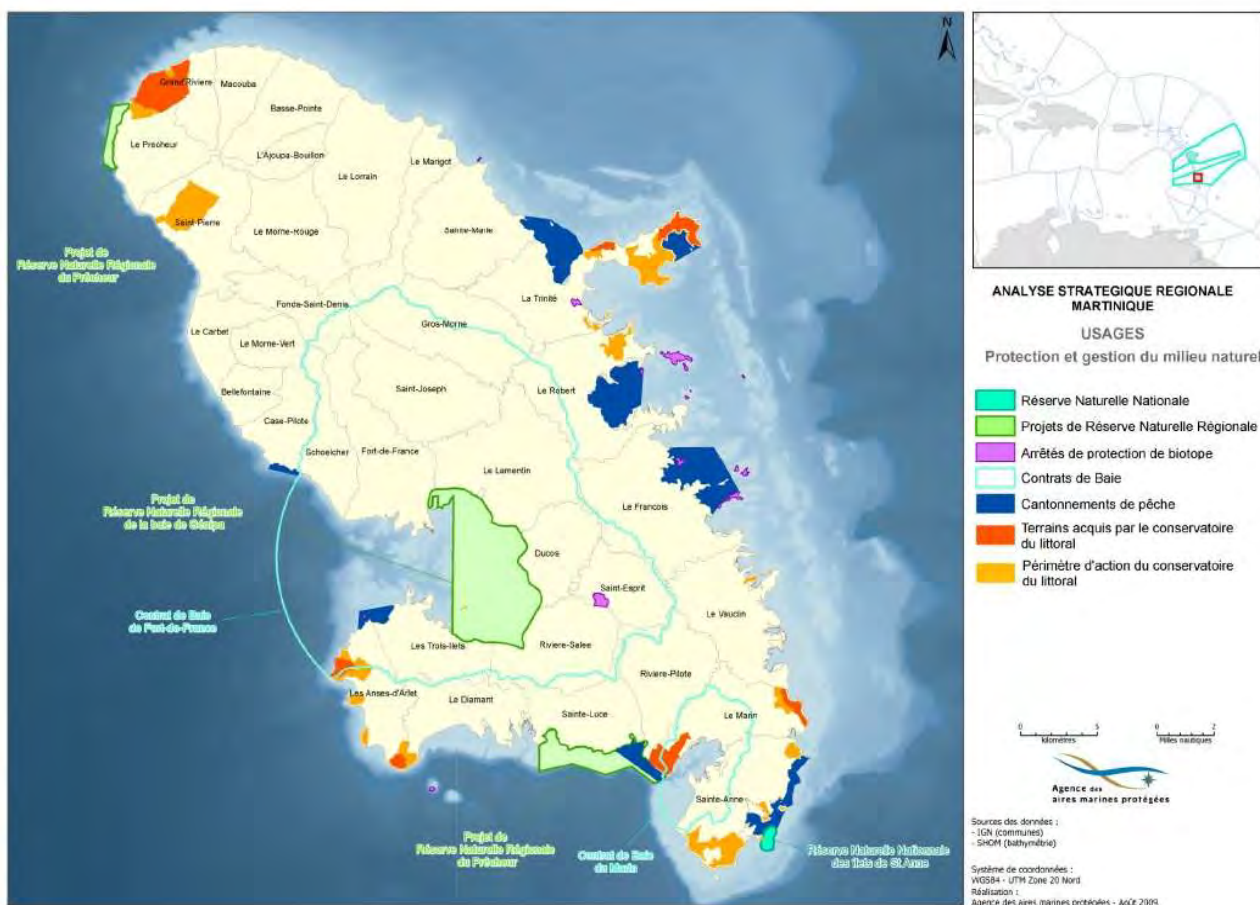 N
Grand'Riviere
Macouba
Basse-Pointe
Le Prêcheur
L'Ajoupa-Bouillon
Le Marigot
Le Lorrain
Saint-Pierre
Le Morne-Rouge
Sainte-Marie
Projet de
Réserve Naturelle Régionale
du Prêcheur
La Trinité
Fonds-Saint-Denis
Gros-Morne
Le Carbet
Le Morne-Vert
Saint-Joseph
Le Robert
Bellefontaine
Case-Pilote
Schoelcher
Fort-de-France
Le Lamentin
Projet de
Réserve Naturelle Régionale
de la baie de Génipa
Le Francois
Ducos
Saint-Esprit
Contrat de Baie
de Fort-de-France
Le Vauclin
Les Trois-Ilets
Riviere-Salee
Riviere-Pilote
Les Anses-d'Arlet
Le Diamant
Sainte-Luce
Le Marin
Sainte-Anne
Projet de
Réserve Naturelle Régionale
du Prêcheur
Contrat de Baie
du Marin
Réserve Naturelle Nationale
des îlets de St Anne
ANALYSE STRATEGIQUE REGIONALE
MARTINIQUE
USAGES
Protection et gestion du milieu naturel
Réserve Naturelle Nationale
Projets de Réserve Naturelle Régionale
Arrêtés de protection de biotope
Contrats de Baie
Cantonnements de pêche
Terrains acquis par le conservatoire
du littoral
Périmètre d'action du conservatoire
du littoral
0 5
kilomètres
0 2
Milles nautiques
Agence des
aires marines protégées
Sources des données :
- IGN (communes)
- SHOM (bathymétrie)
Système de coordonnées :
WGS84 - UTM Zone 20 Nord
Réalisation :
Agence des aires marines protégées - Août 2009